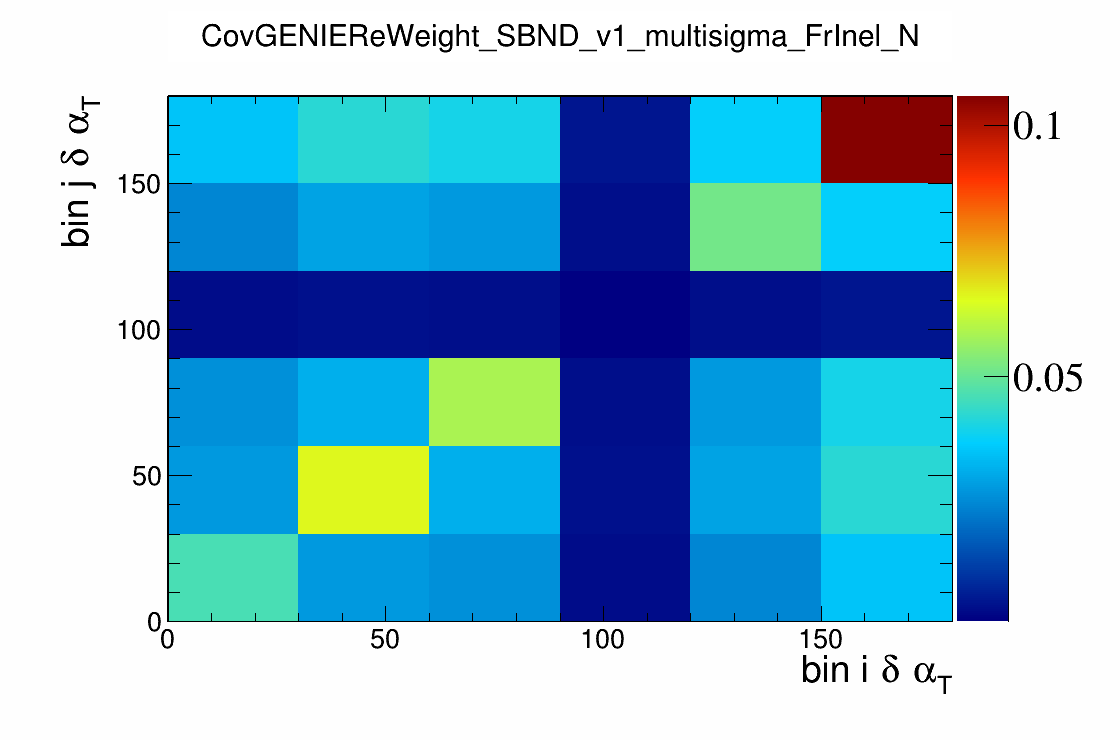 CovGENIEReWeight_SBND_v1_multisigma_FrInel_N
bin j δ α_T
150
100
50
0
0 50 100 150
bin i δ α_T
0.1
0.05